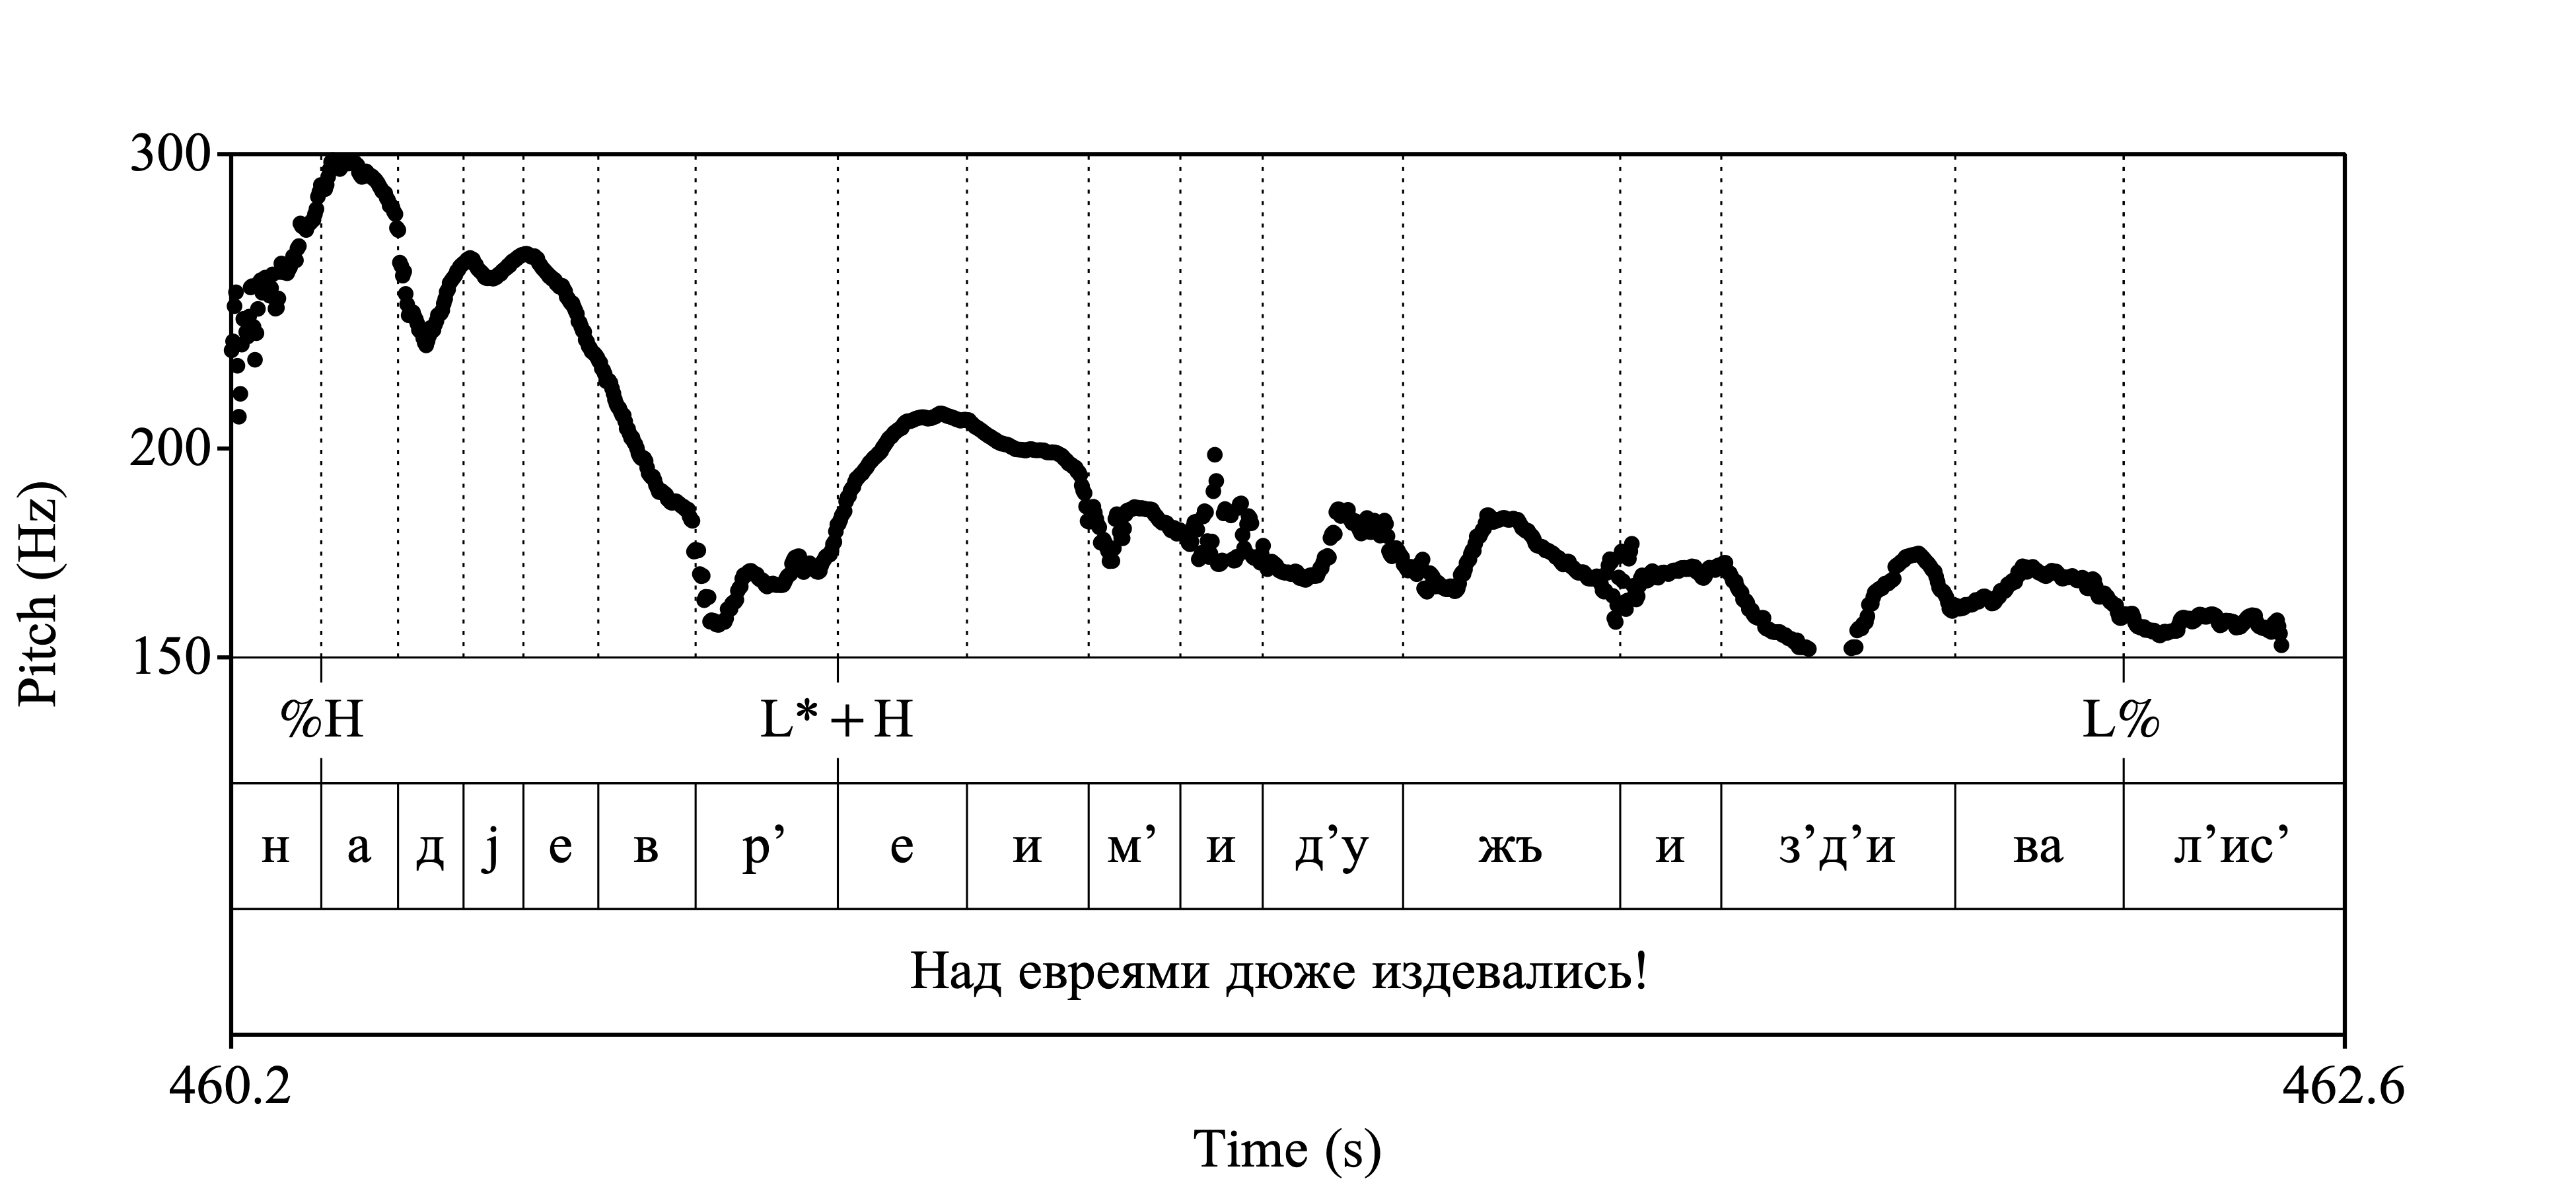 300
200
150
Pitch (Hz)
%H L*+H L%
н а д j е в р’ е и м’ и д’у жъ и з’д’и ва л’ис’
Над евреями дюже издевались!
460.2 462.6
Time (s)